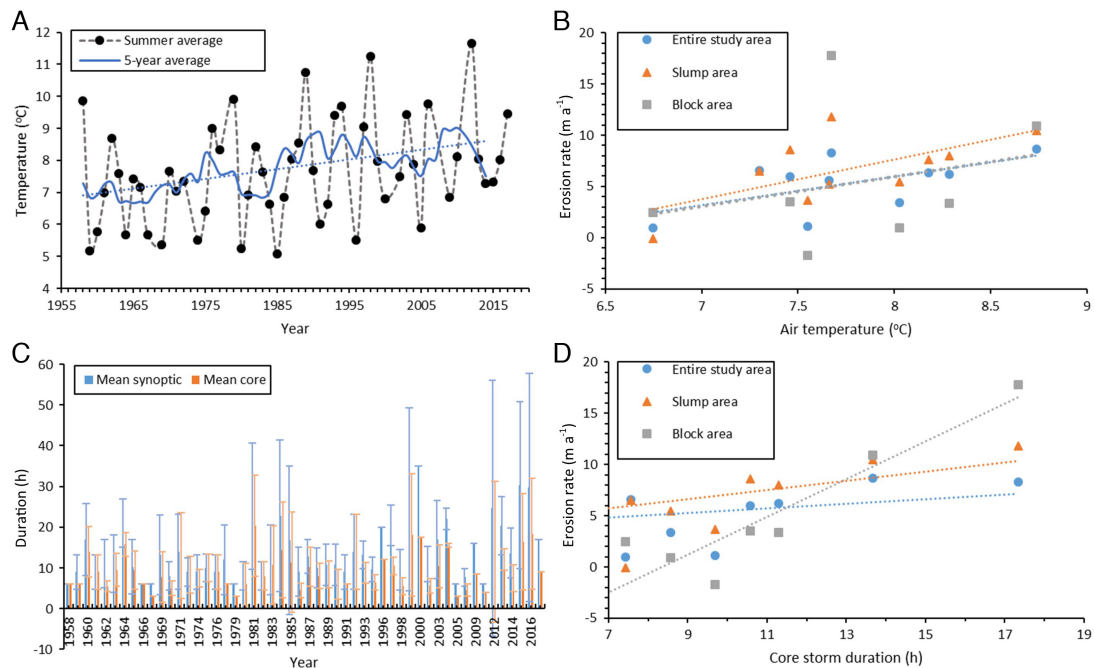 A
Temperature (°C)
12
11
10
9
8
7
6
5
4
Summer average
5-year average
1955 1965 1975 1985 1995 2005 2015
Year
B
Erosion rate (m a⁻¹)
20
15
10
5
0
-5
Entire study area
Slump area
Block area
6.5 7 7.5 8 8.5 9
Air temperature (°C)
C
Duration (h)
60
50
40
30
20
10
0
-10
Mean synoptic Mean core
1958 1960 1962 1964 1966 1969 1971 1974 1976 1979 1981 1983 1985 1987 1989 1991 1993 1996 1998 2000 2002 2005 2009 2012 2014 2016
Year
D
Erosion rate (m a⁻¹)
20
15
10
5
0
-5
Entire study area
Slump area
Block area
7 9 11 13 15 17 19
Core storm duration (h)